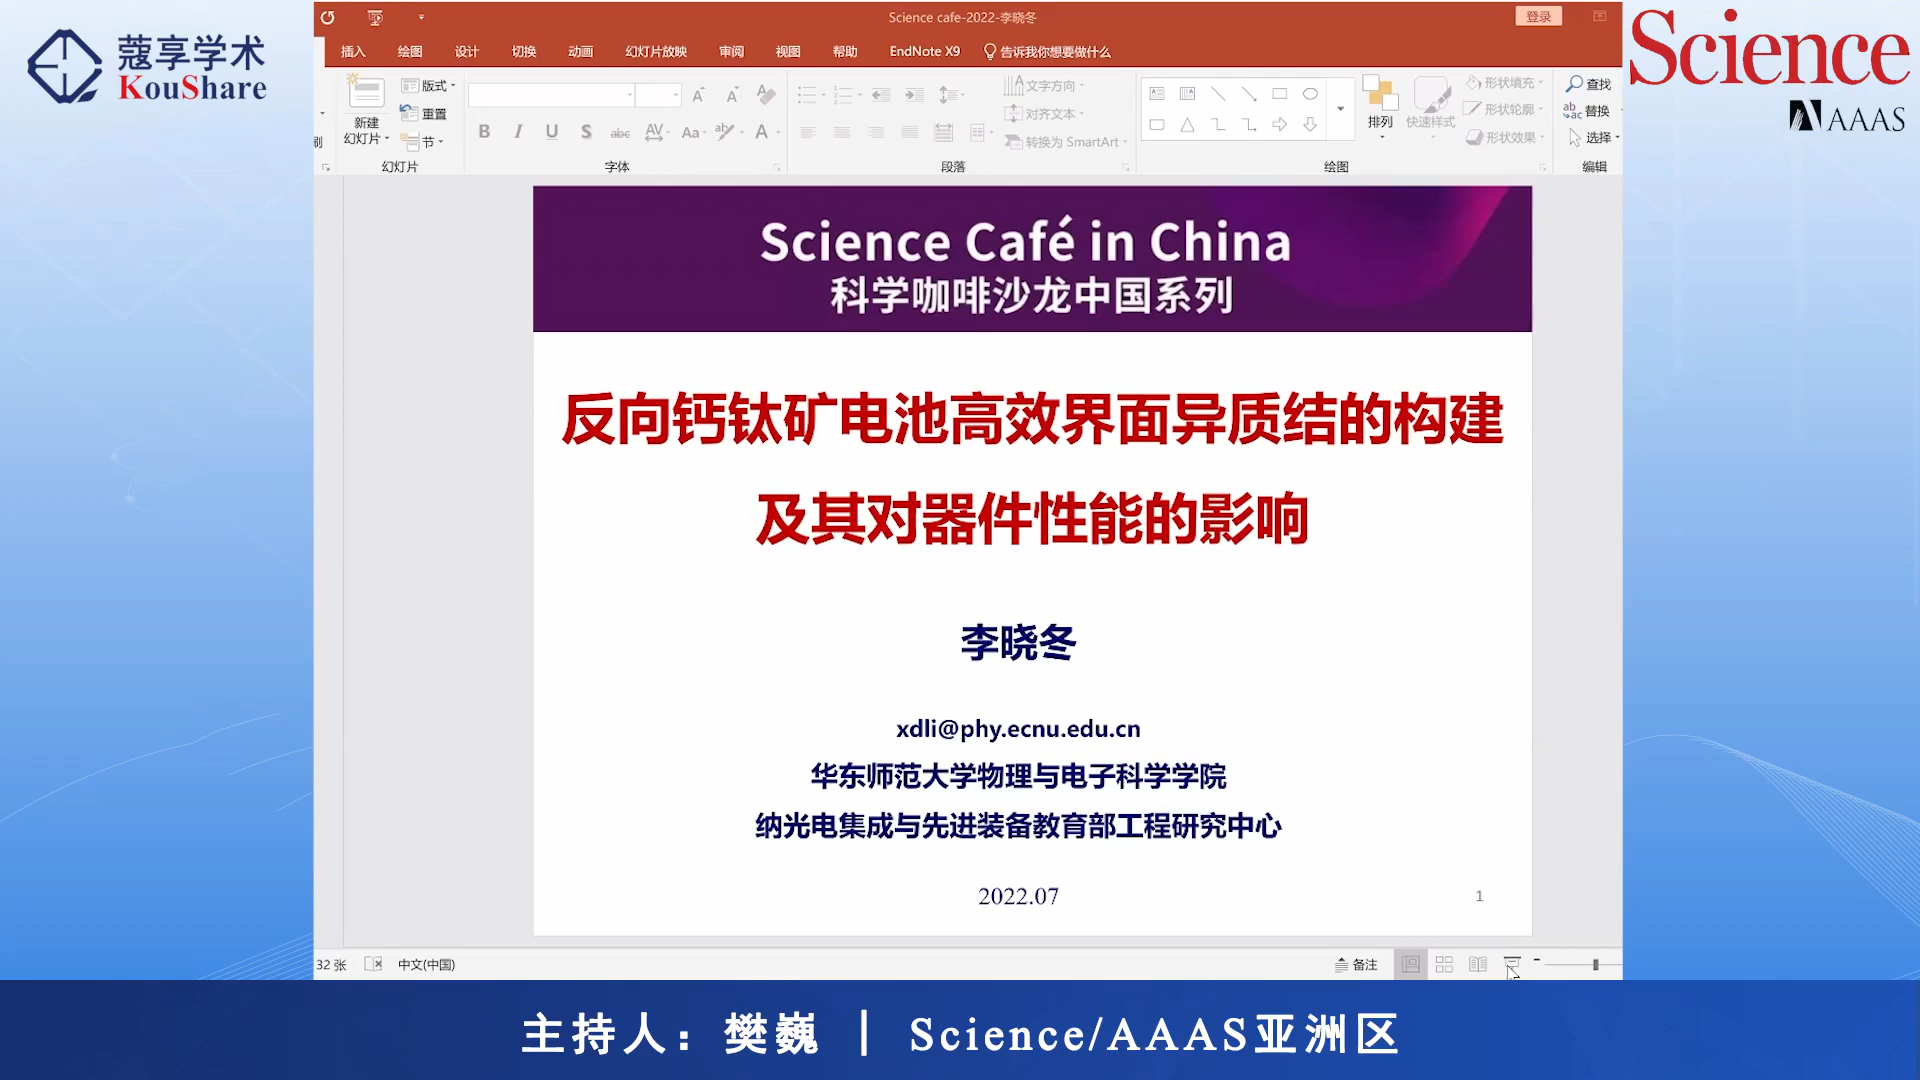 蔻享学术
KouShare
Science cafe-2022-李晓冬
登录
插入 绘图 设计 切换 动画 幻灯片放映 审阅 视图 帮助 EndNote X9 告诉我你想要做什么
Science
AAAS
新建
幻灯片
版式
重置
节
幻灯片
B I U S abc AV Aa A
字体
文字方向
对齐文本
转换为 SmartArt
段落
排列
快速样式
形状填充
形状轮廓
形状效果
绘图
查找
替换
选择
编辑
Science Café in China
科学咖啡沙龙中国系列
反向钙钛矿电池高效界面异质结的构建
及其对器件性能的影响
李晓冬
xdli@phy.ecnu.edu.cn
华东师范大学物理与电子科学学院
纳光电集成与先进装备教育部工程研究中心
2022.07
1
32 张 中文(中国) 备注
主持人：樊巍 | Science/AAAS亚洲区